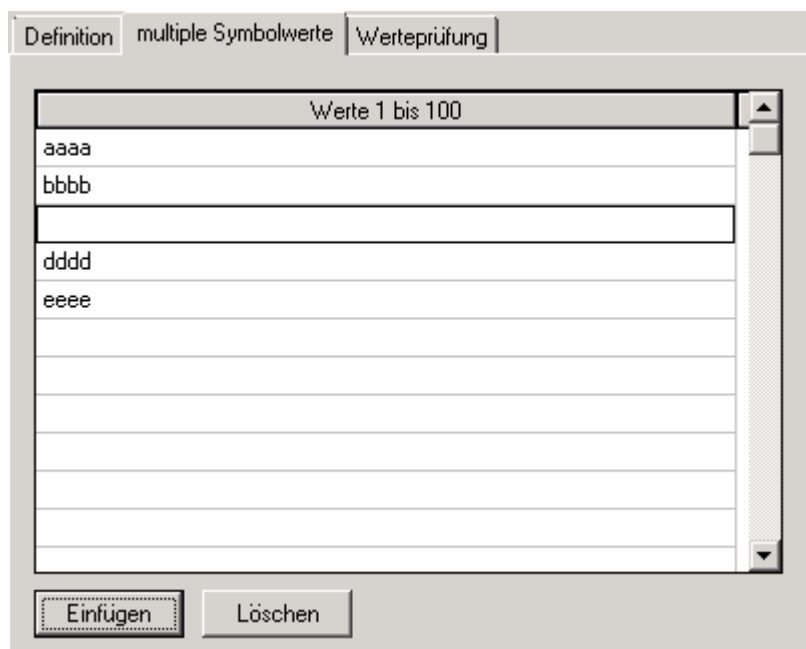 Definition multiple Symbolwerte Werteprüfung
Werte 1 bis 100
aaaa
bbbb
dddd
eeee
Einfügen Löschen